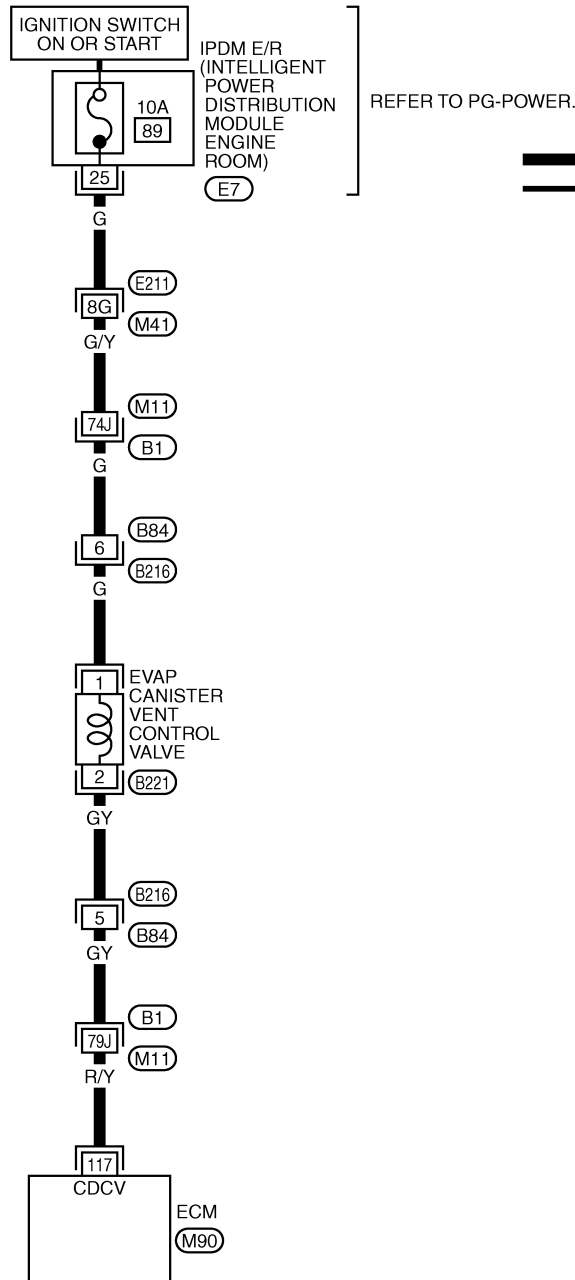 IGNITION SWITCH
ON OR START
IPDM E/R
(INTELLIGENT
POWER
DISTRIBUTION
MODULE
ENGINE
ROOM)
REFER TO PG-POWER.
10A
89
25
E7
G
E211
8G
M41
G/Y
M11
74J
B1
G
B84
6
B216
G
1
EVAP
CANISTER
VENT
CONTROL
VALVE
2
B221
GY
B216
5
B84
GY
B1
79J
M11
R/Y
117
CDCV
ECM
M90